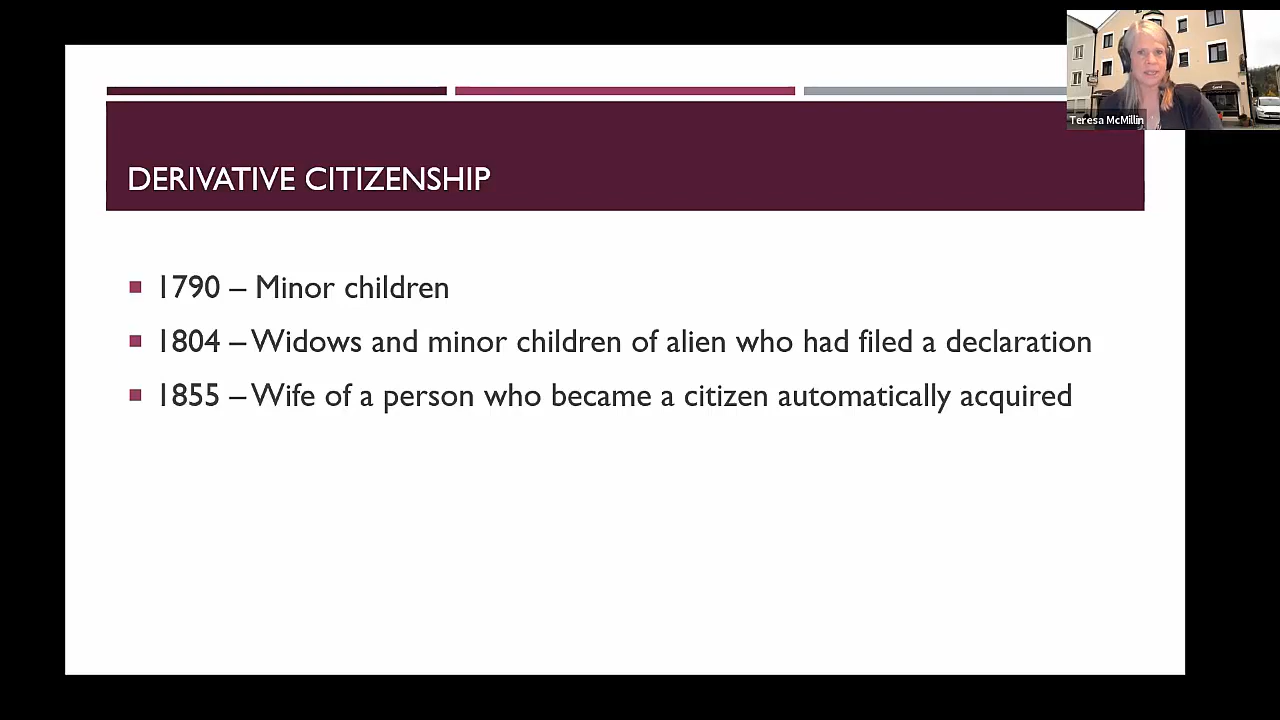 Teresa McMillin
DERIVATIVE CITIZENSHIP
1790 – Minor children
1804 – Widows and minor children of alien who had filed a declaration
1855 – Wife of a person who became a citizen automatically acquired